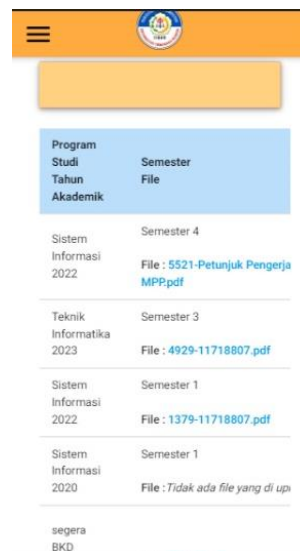 Program
Studi
Tahun
Akademik
Semester
File
Sistem
Informasi
2022
Semester 4
File : 5521-Petunjuk Pengerja
MPP.pdf
Teknik
Informatika
2023
Semester 3
File : 4929-11718807.pdf
Sistem
Informasi
2022
Semester 1
File : 1379-11718807.pdf
Sistem
Informasi
2020
Semester 1
File : Tidak ada file yang di up
segera
BKD